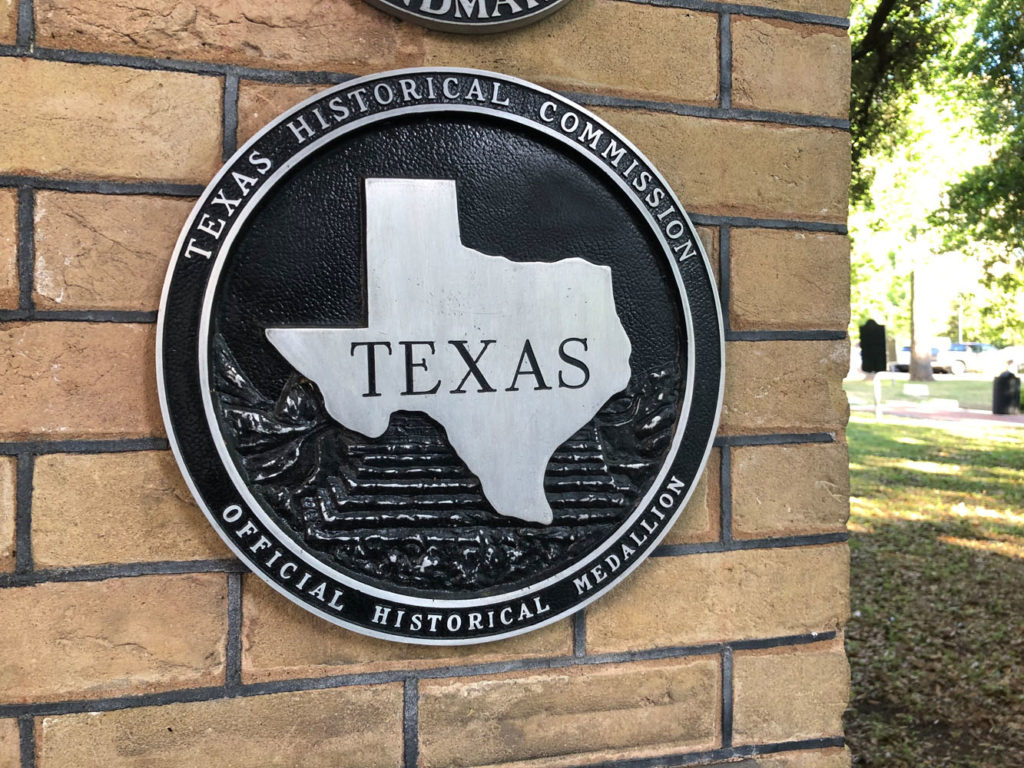 TEXAS HISTORICAL COMMISSION
TEXAS
OFFICIAL HISTORICAL MEDALLION